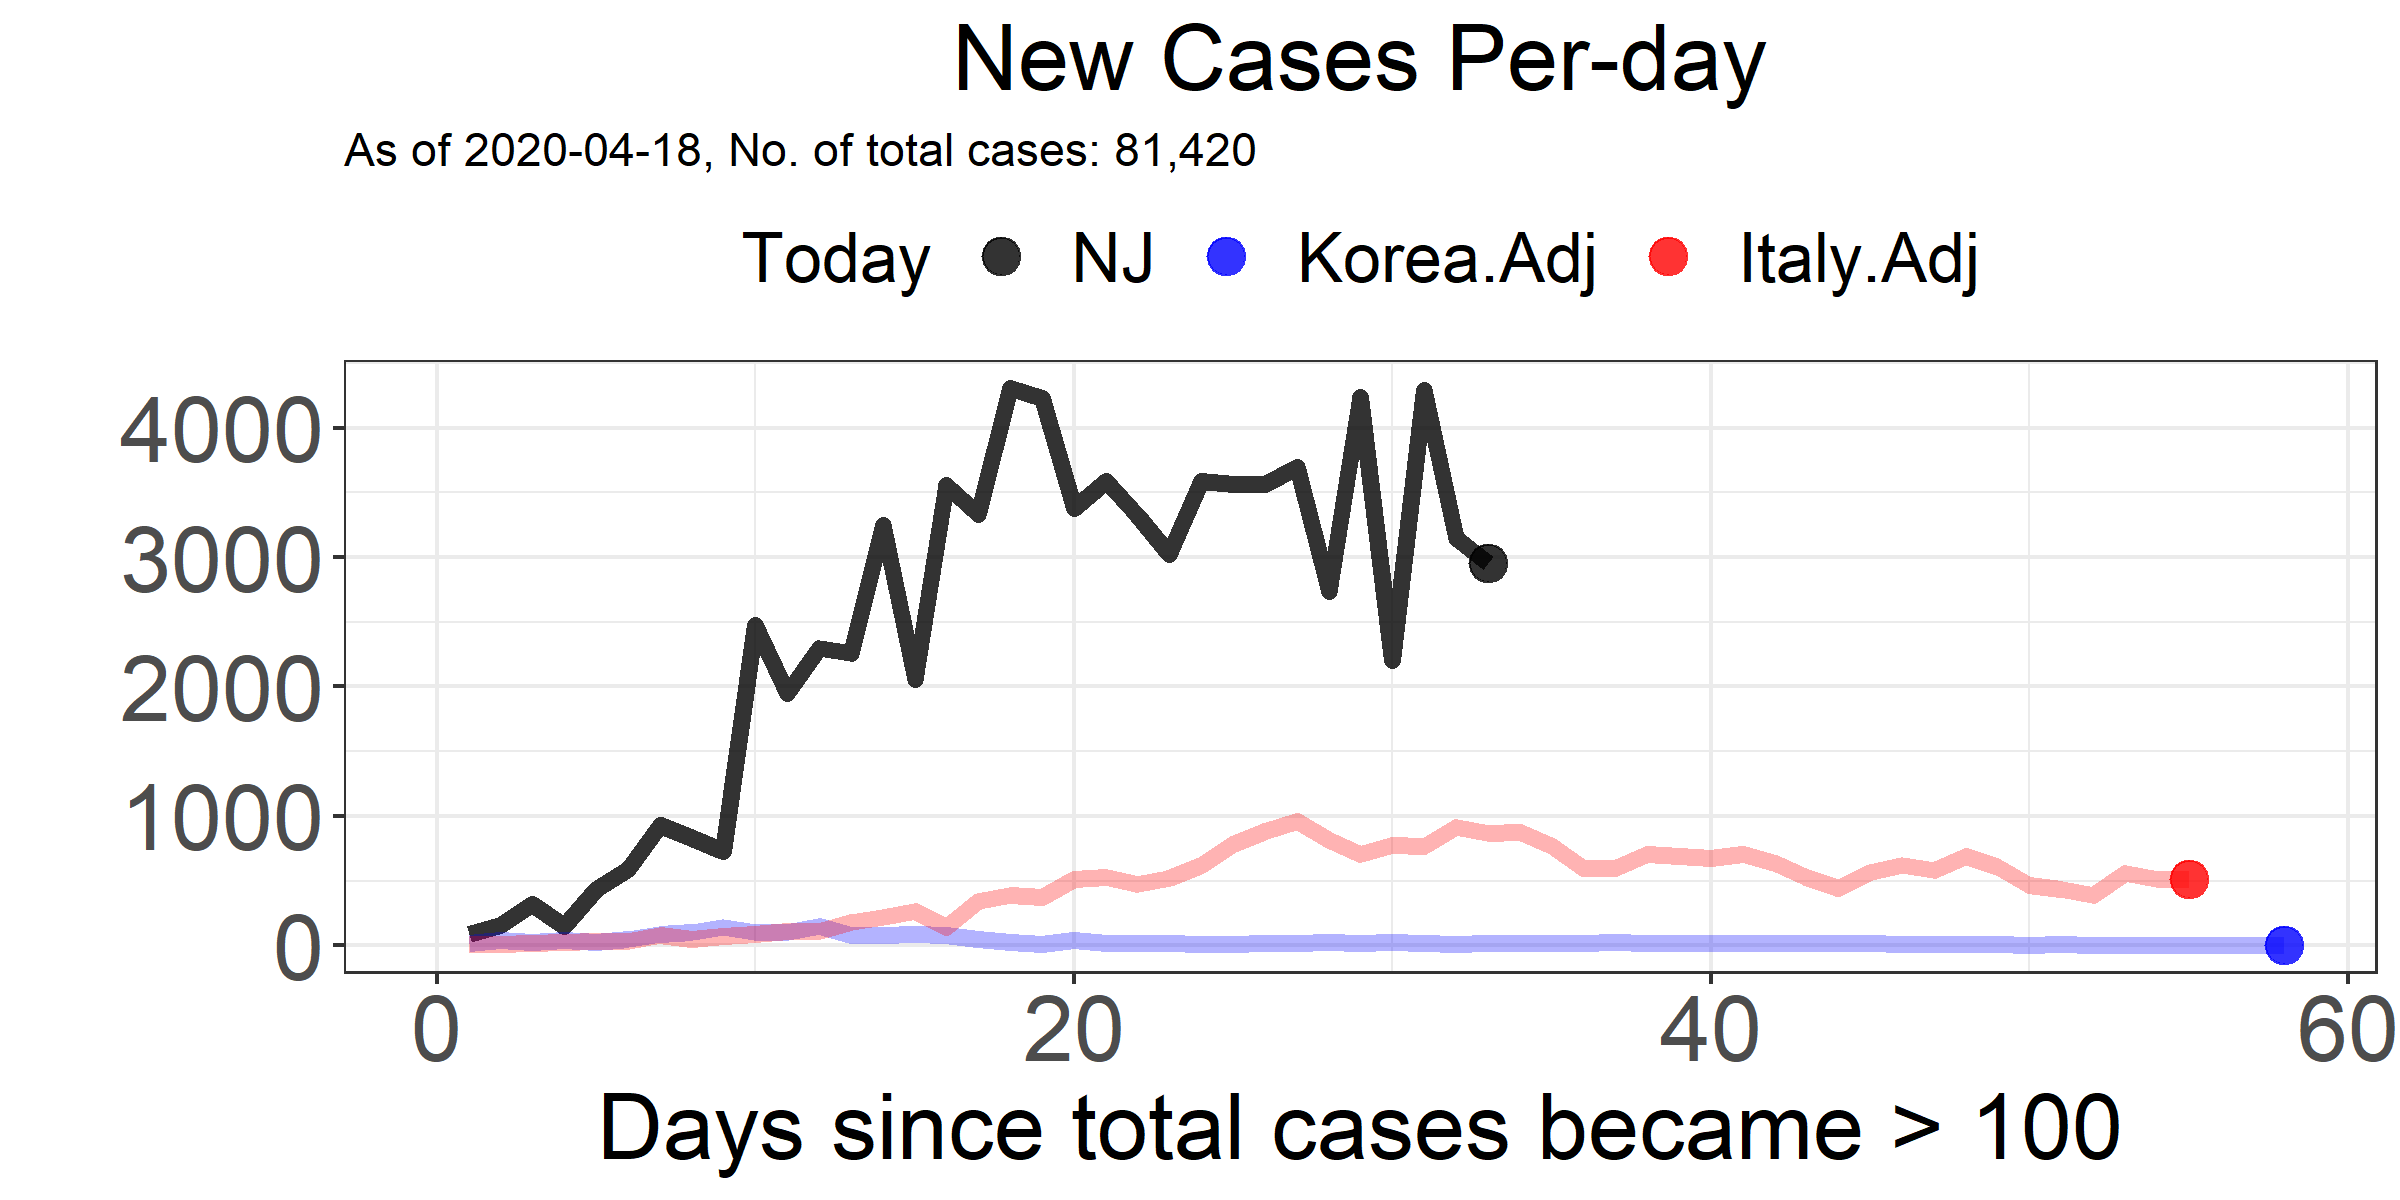 New Cases Per-day
As of 2020-04-18, No. of total cases: 81,420
Today NJ Korea.Adj Italy.Adj
4000
3000
2000
1000
0
0 20 40 60
Days since total cases became > 100